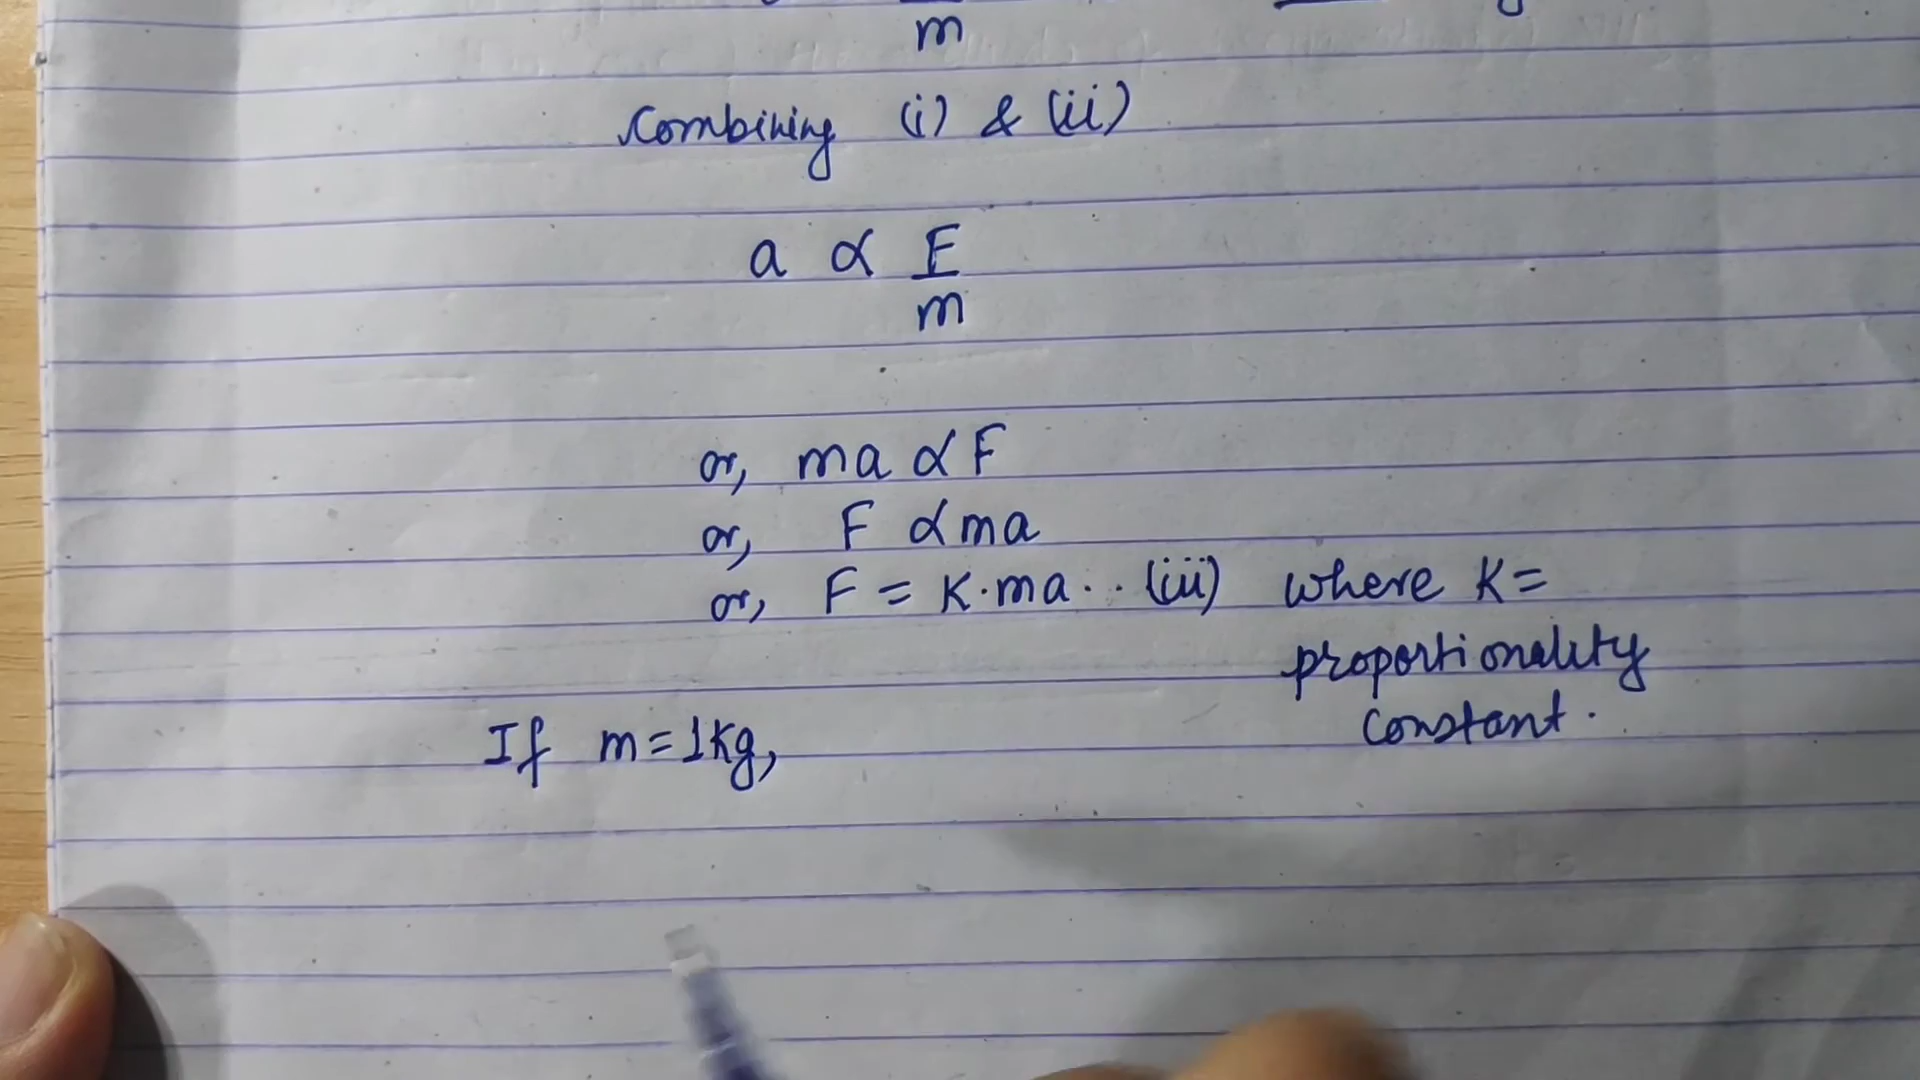 m
Combining (i) & (ii)
a ∝ F
m
or, ma ∝ F
or, F ∝ ma
or, F = K·ma.. (iii) where K=
proportionality
constant.
If m=1kg,